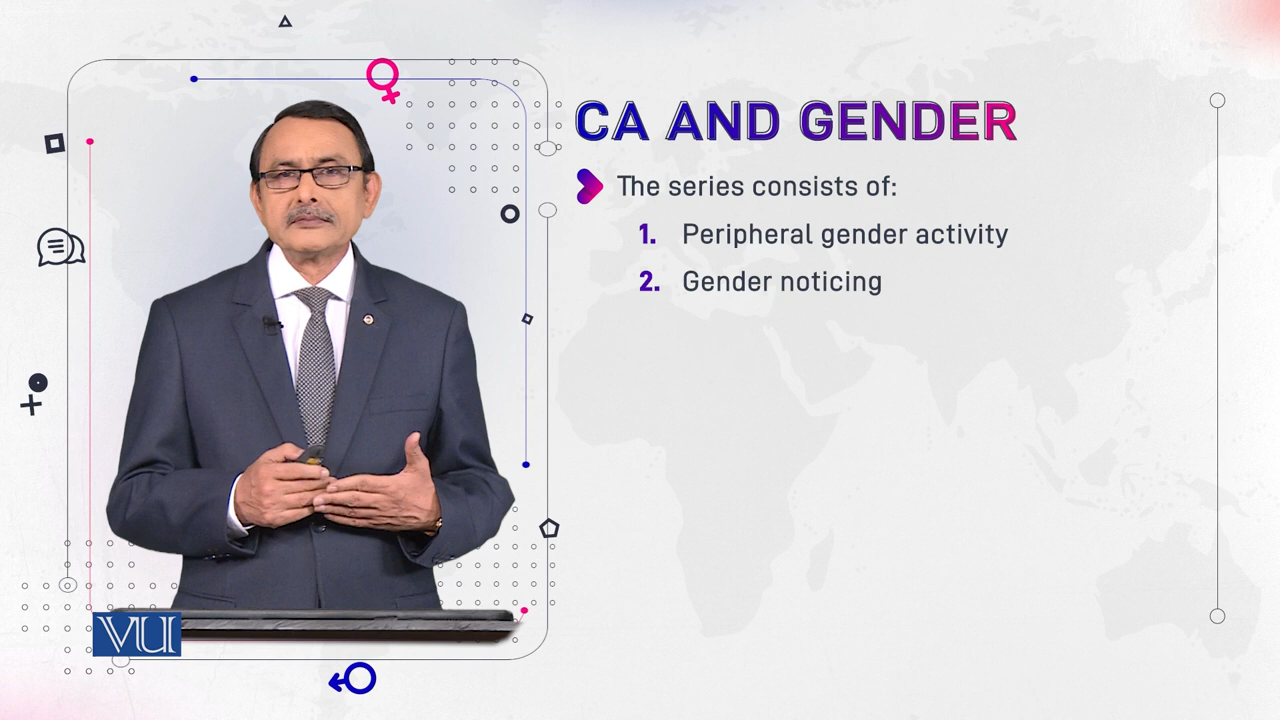 CA AND GENDER
The series consists of:
1. Peripheral gender activity
2. Gender noticing
VU